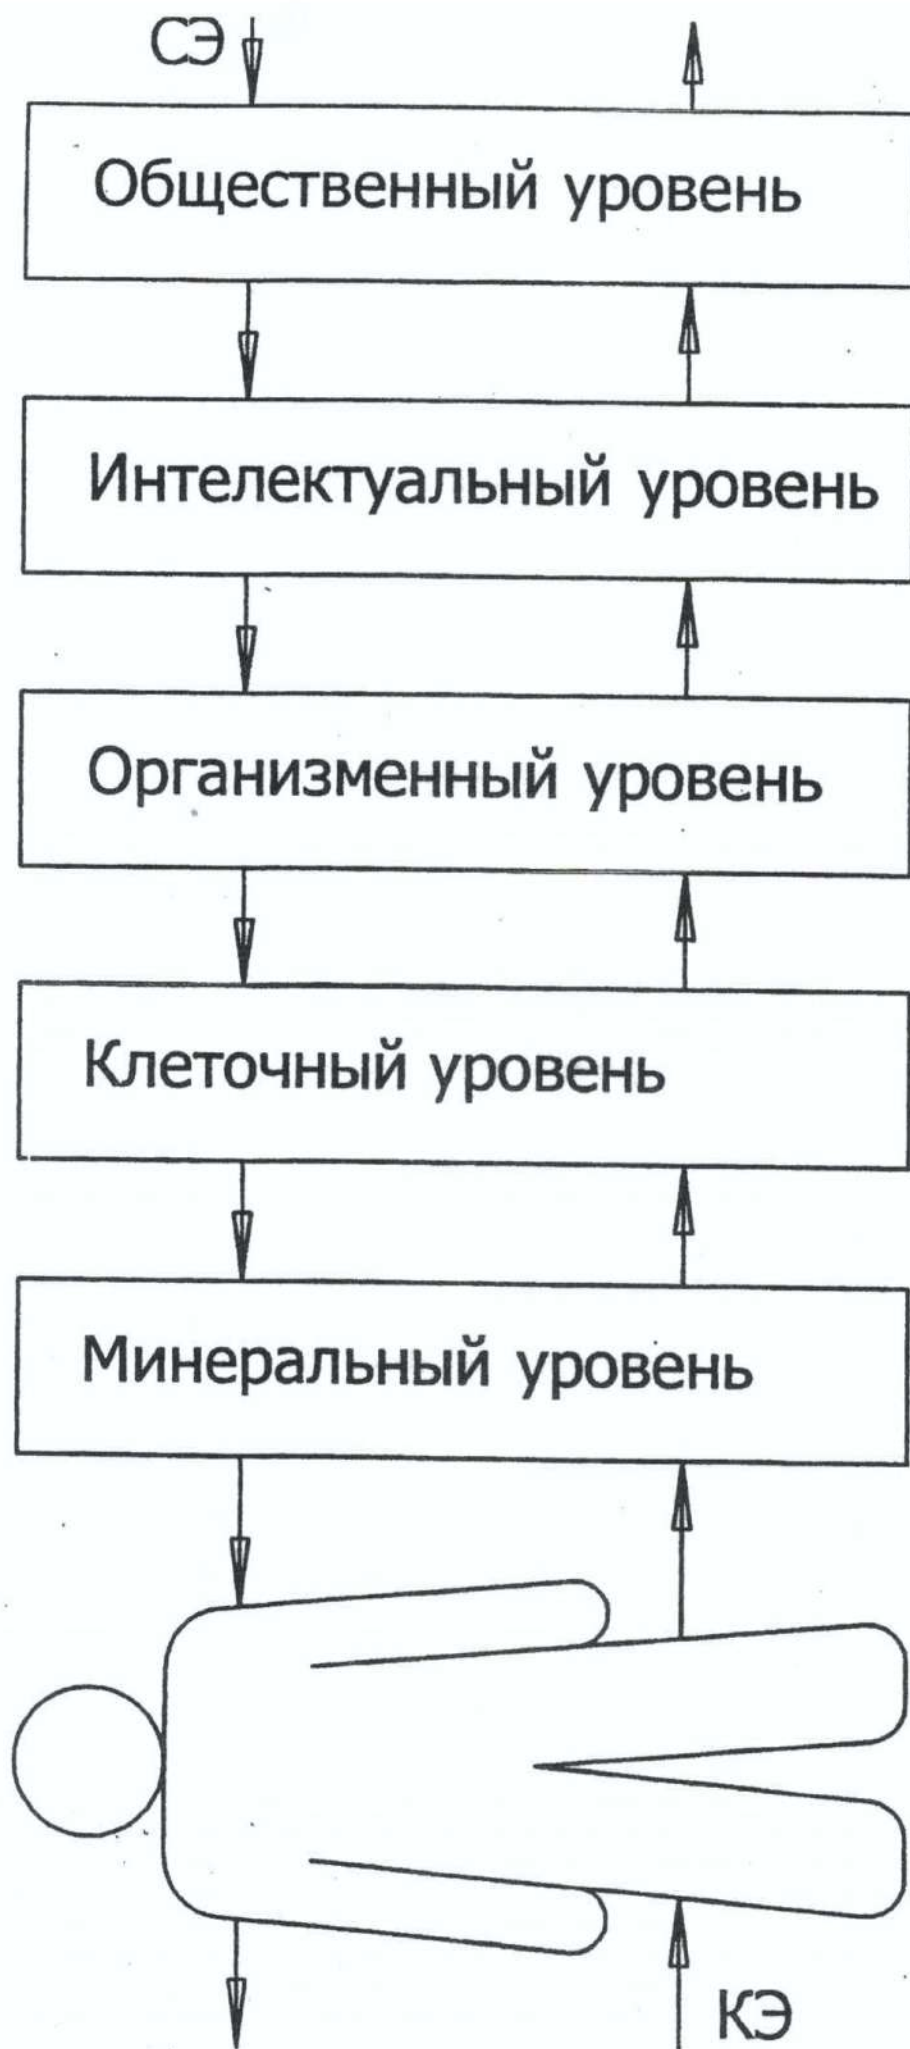 СЭ
Общественный уровень
Интелектуальный уровень
Организменный уровень
Клеточный уровень
Минеральный уровень
КЭ